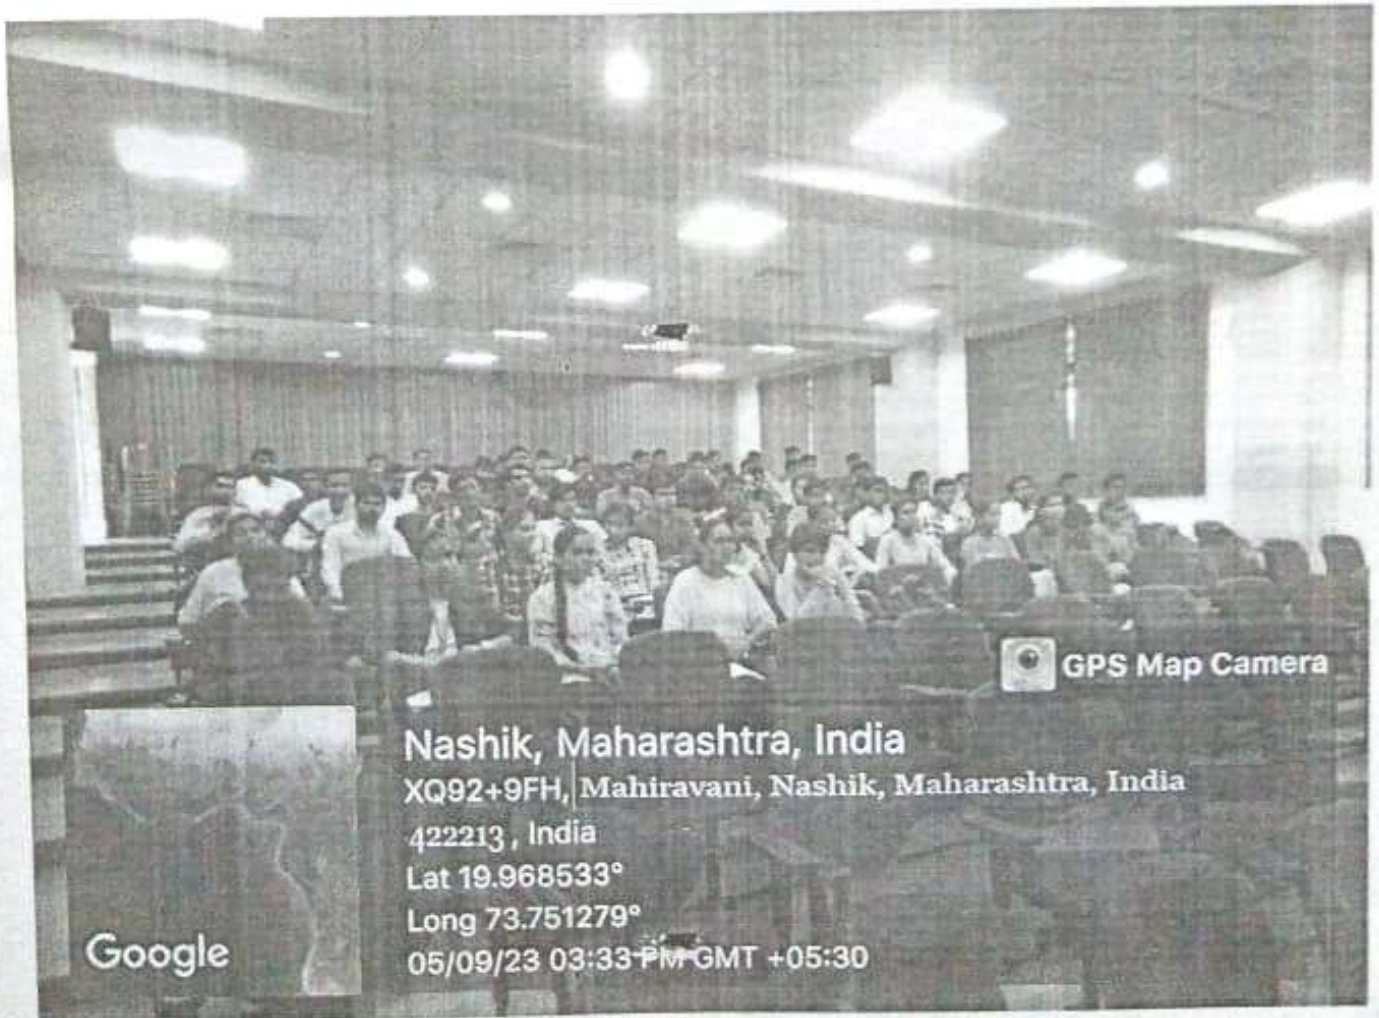 GPS Map Camera
Nashik, Maharashtra, India
XQ92+9FH, Mahiravani, Nashik, Maharashtra, India
422213, India
Lat 19.968533°
Long 73.751279°
05/09/23 03:33 PM GMT +05:30
Google